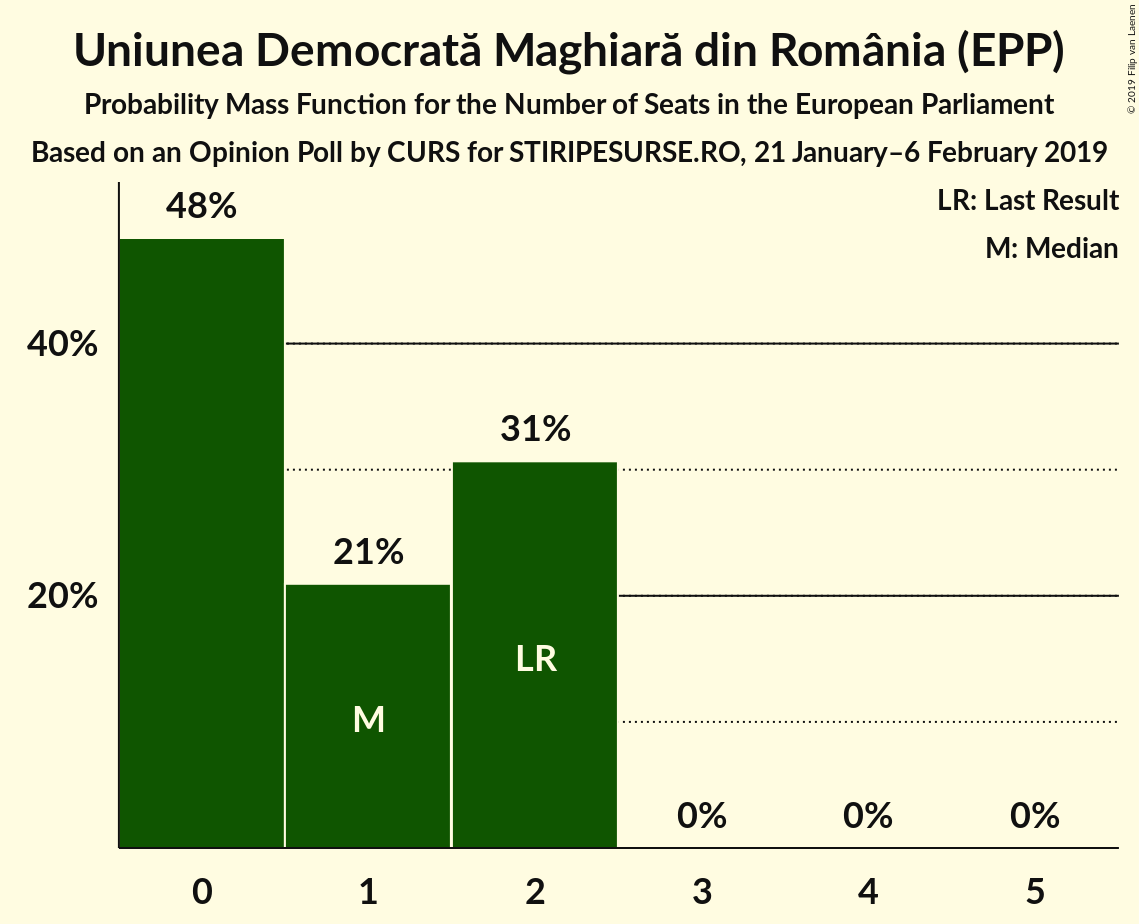 Uniunea Democrată Maghiară din România (EPP)
Probability Mass Function for the Number of Seats in the European Parliament
Based on an Opinion Poll by CURS for STIRIPESURSE.RO, 21 January–6 February 2019
© 2019 Filip van Laenen
LR: Last Result
M: Median
48%
40%
31%
21%
20%
LR
M
0%
0%
0%
0
1
2
3
4
5